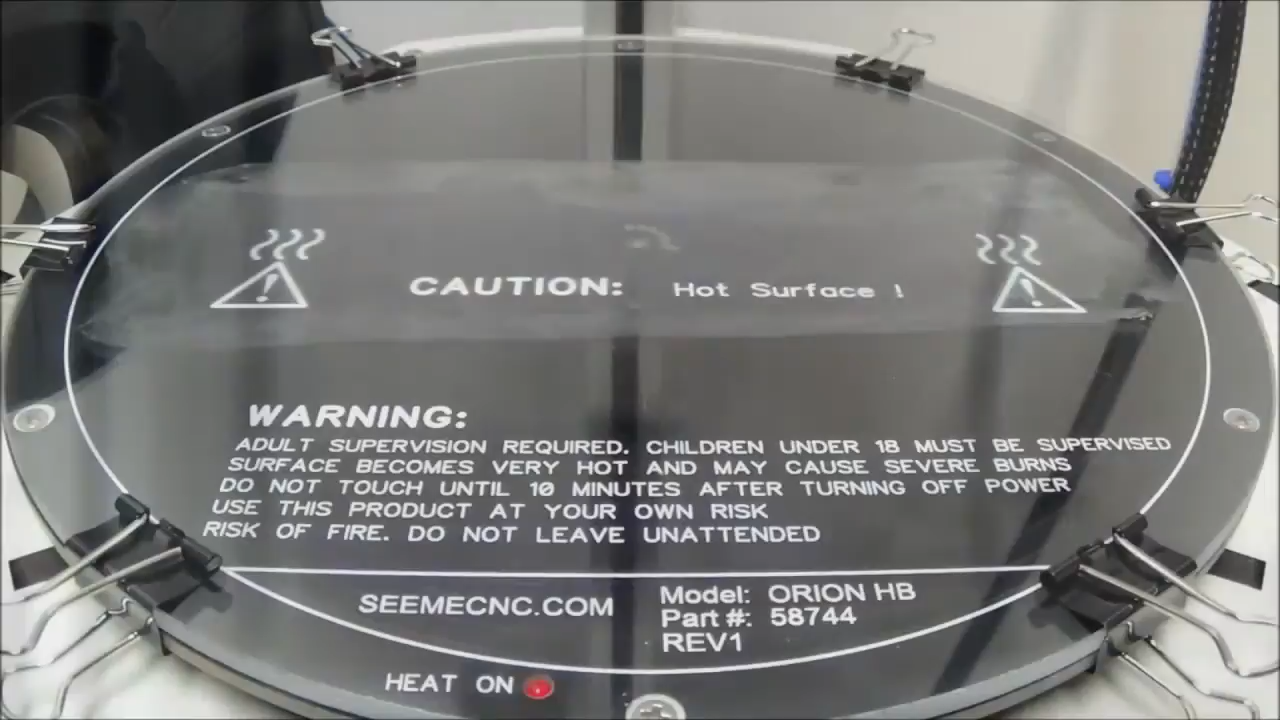 CAUTION: Hot Surface !
WARNING:
ADULT SUPERVISION REQUIRED. CHILDREN UNDER 18 MUST BE SUPERVISED
SURFACE BECOMES VERY HOT AND MAY CAUSE SEVERE BURNS
DO NOT TOUCH UNTIL 10 MINUTES AFTER TURNING OFF POWER
USE THIS PRODUCT AT YOUR OWN RISK
RISK OF FIRE. DO NOT LEAVE UNATTENDED
SEEMECNC.COM
Model: ORION HB
Part #: 58744
REV1
HEAT ON